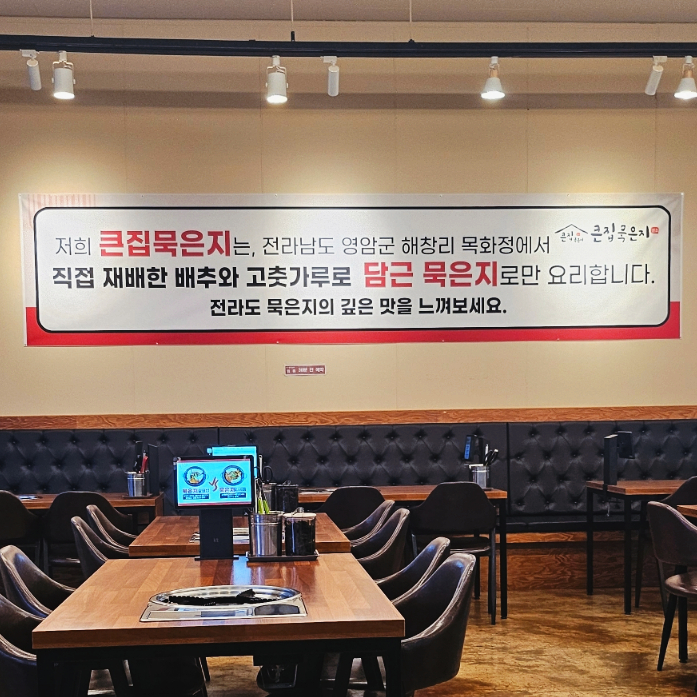 저희 큰집묵은지는, 전라남도 영암군 해창리 목화정에서
큰집묵은지
직접 재배한 배추와 고춧가루로 담근 묵은지로만 요리합니다.
전라도 묵은지의 깊은 맛을 느껴보세요.